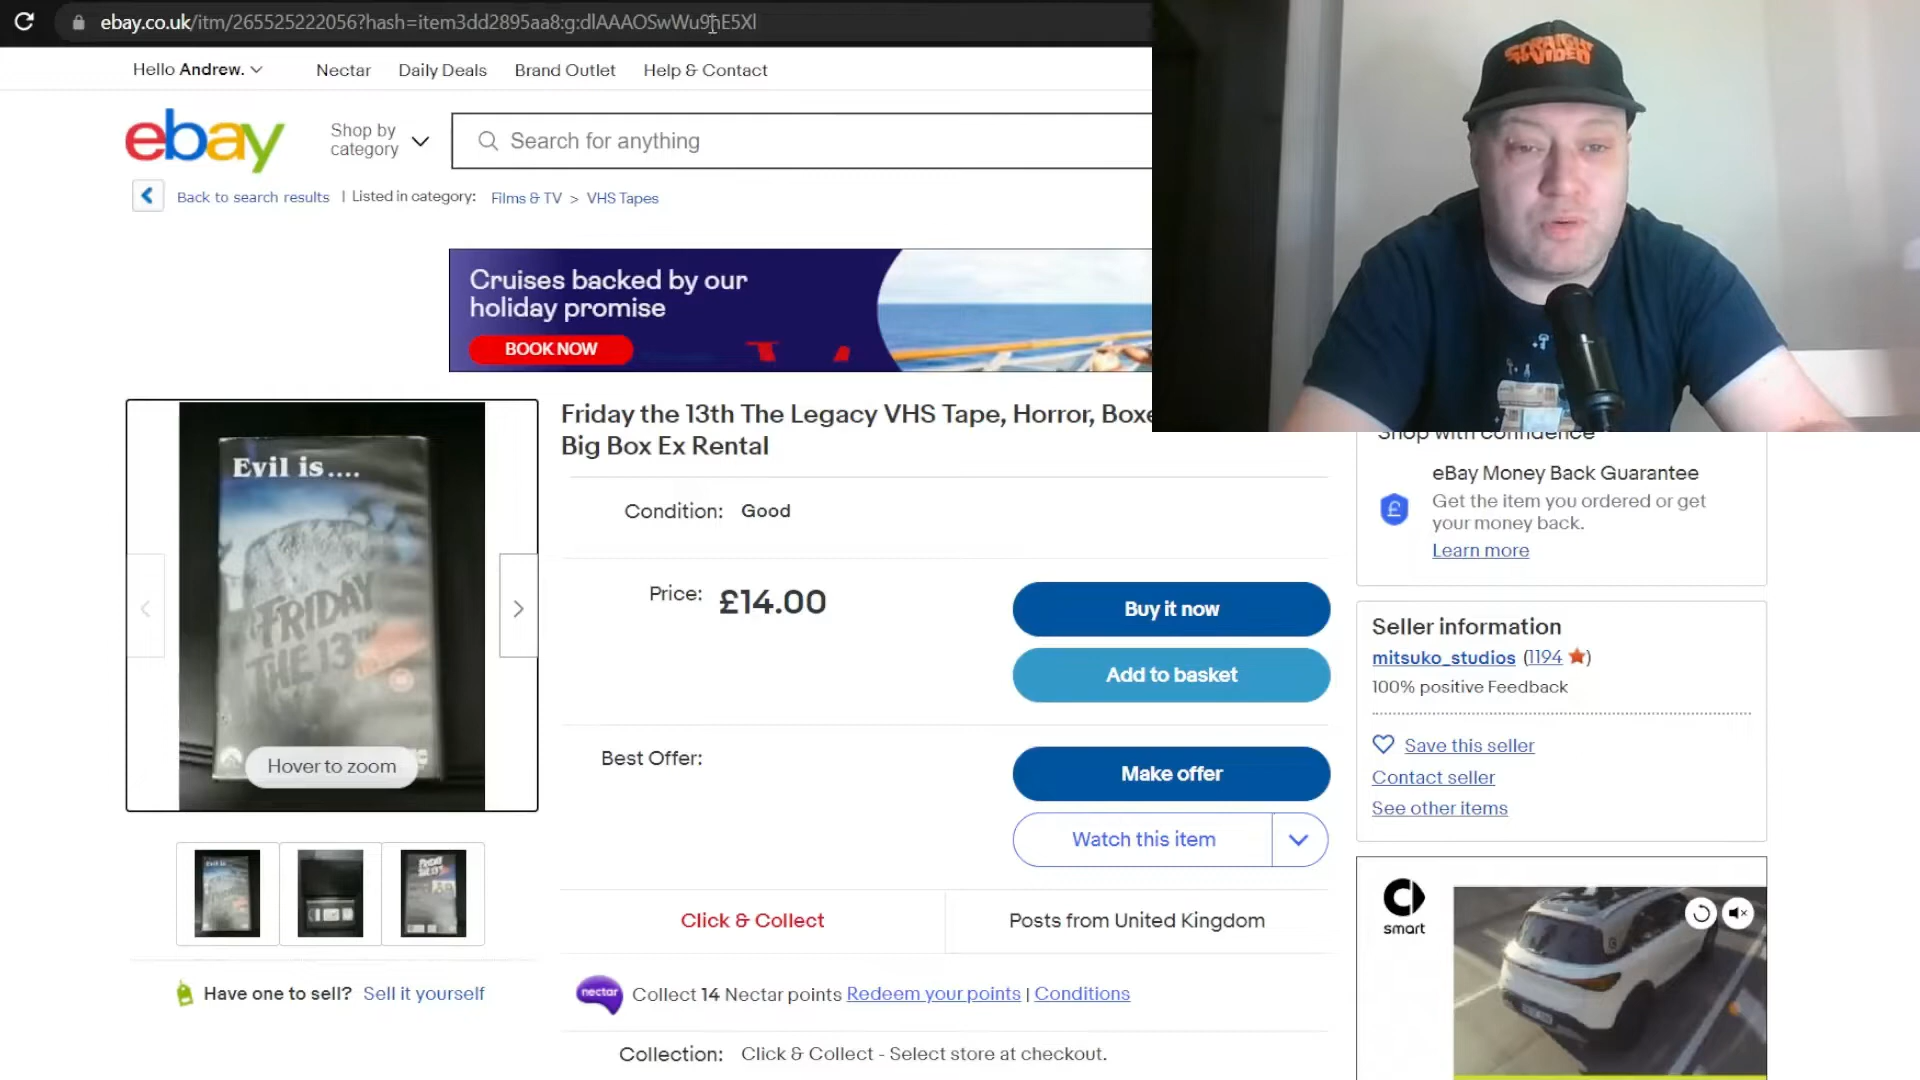 ebay.co.uk/itm/265525222056?hash=item3dd2895aa8:g:dlAAAOSwWu9hE5Xl
Hello Andrew.
Nectar
Daily Deals
Brand Outlet
Help & Contact
ebay
Shop by
category
Search for anything
Back to search results
| Listed in category:
Films & TV > VHS Tapes
Cruises backed by our
holiday promise
BOOK NOW
STRAIGHT
TO VIDEO
Evil is....
FRIDAY
THE 13TH
Hover to zoom
Friday the 13th The Legacy VHS Tape, Horror, Boxe
Big Box Ex Rental
Condition: Good
Price: £14.00
Buy it now
Add to basket
Best Offer:
Make offer
Watch this item
Click & Collect
Posts from United Kingdom
nectar
Collect 14 Nectar points Redeem your points | Conditions
Collection: Click & Collect - Select store at checkout.
Have one to sell? Sell it yourself
Shop with confidence
eBay Money Back Guarantee
Get the item you ordered or get
your money back.
Learn more
Seller information
mitsuko_studios (1194)
100% positive Feedback
Save this seller
Contact seller
See other items
smart